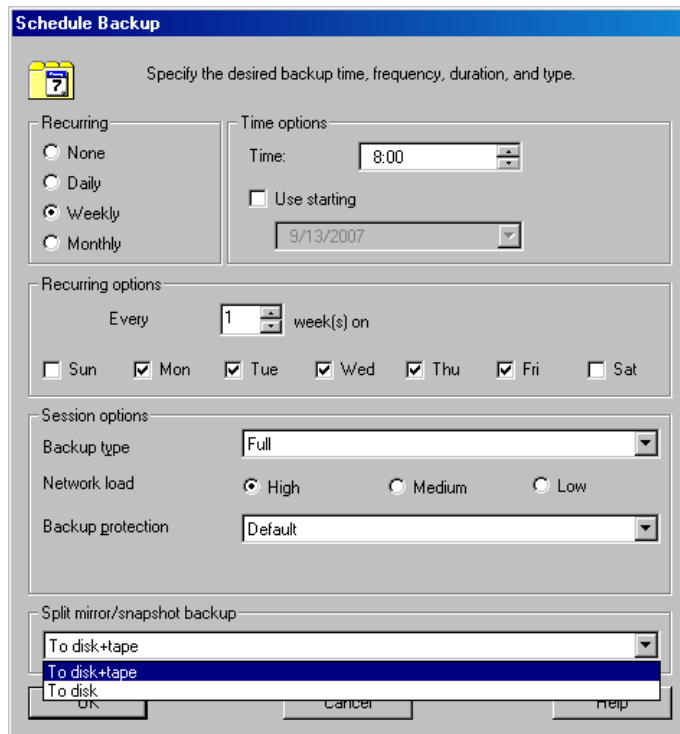 Schedule Backup
7
Specify the desired backup time, frequency, duration, and type.
Recurring
None
Daily
Weekly
Monthly
Time options
Time: 8:00
Use starting
9/13/2007
Recurring options
Every 1 week(s) on
Sun Mon Tue Wed Thu Fri Sat
Session options
Backup type Full
Network load High Medium Low
Backup protection Default
Split mirror/snapshot backup
To disk+tape
To disk+tape
To disk
OK Cancel Help